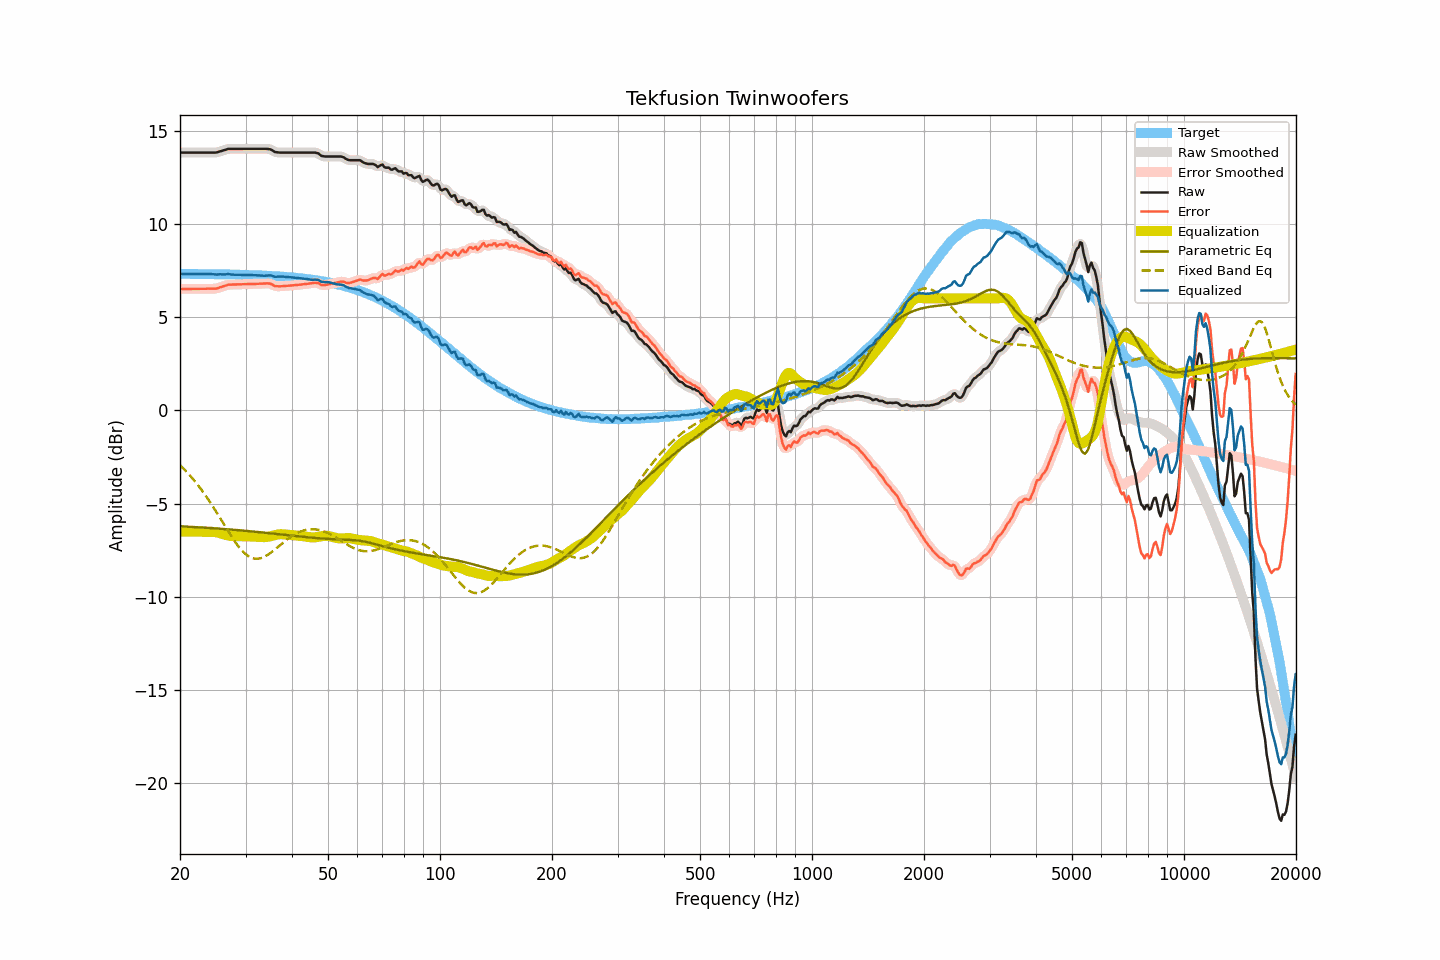 Tekfusion Twinwoofers
Amplitude (dBr)
15
10
5
0
−5
−10
−15
−20
Target
Raw Smoothed
Error Smoothed
Raw
Error
Equalization
Parametric Eq
Fixed Band Eq
Equalized
20 50 100 200 500 1000 2000 5000 10000 20000
Frequency (Hz)